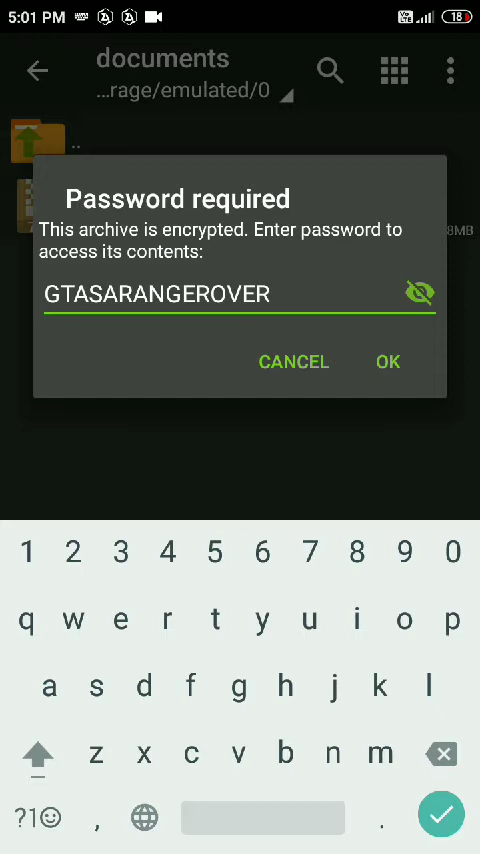 5:01 PM
18
documents
...rage/emulated/0
..
8MB
Password required
This archive is encrypted. Enter password to
access its contents:
GTASARANGEROVER
CANCEL OK
1 2 3 4 5 6 7 8 9 0
q w e r t y u i o p
a s d f g h j k l
z x c v b n m
?1☺ , .